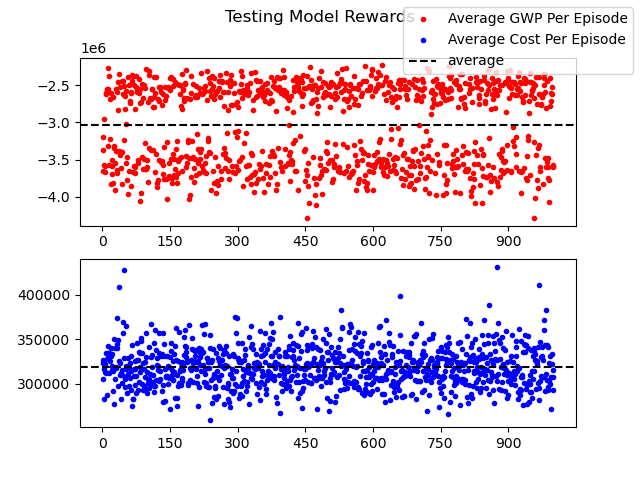 Testing Model Rewards
Average GWP Per Episode
Average Cost Per Episode
average
1e6
−2.5
−3.0
−3.5
−4.0
0 150 300 450 600 750 900
400000
350000
300000
0 150 300 450 600 750 900